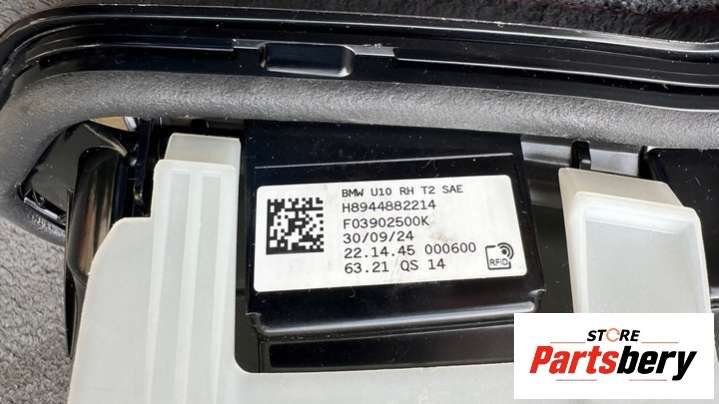 BMW U10 RH T2 SAE
H8944882214
F03902500K
30/09/24
22.14.45 000600
63.21 QS 14
RFID
STORE
Partsbery